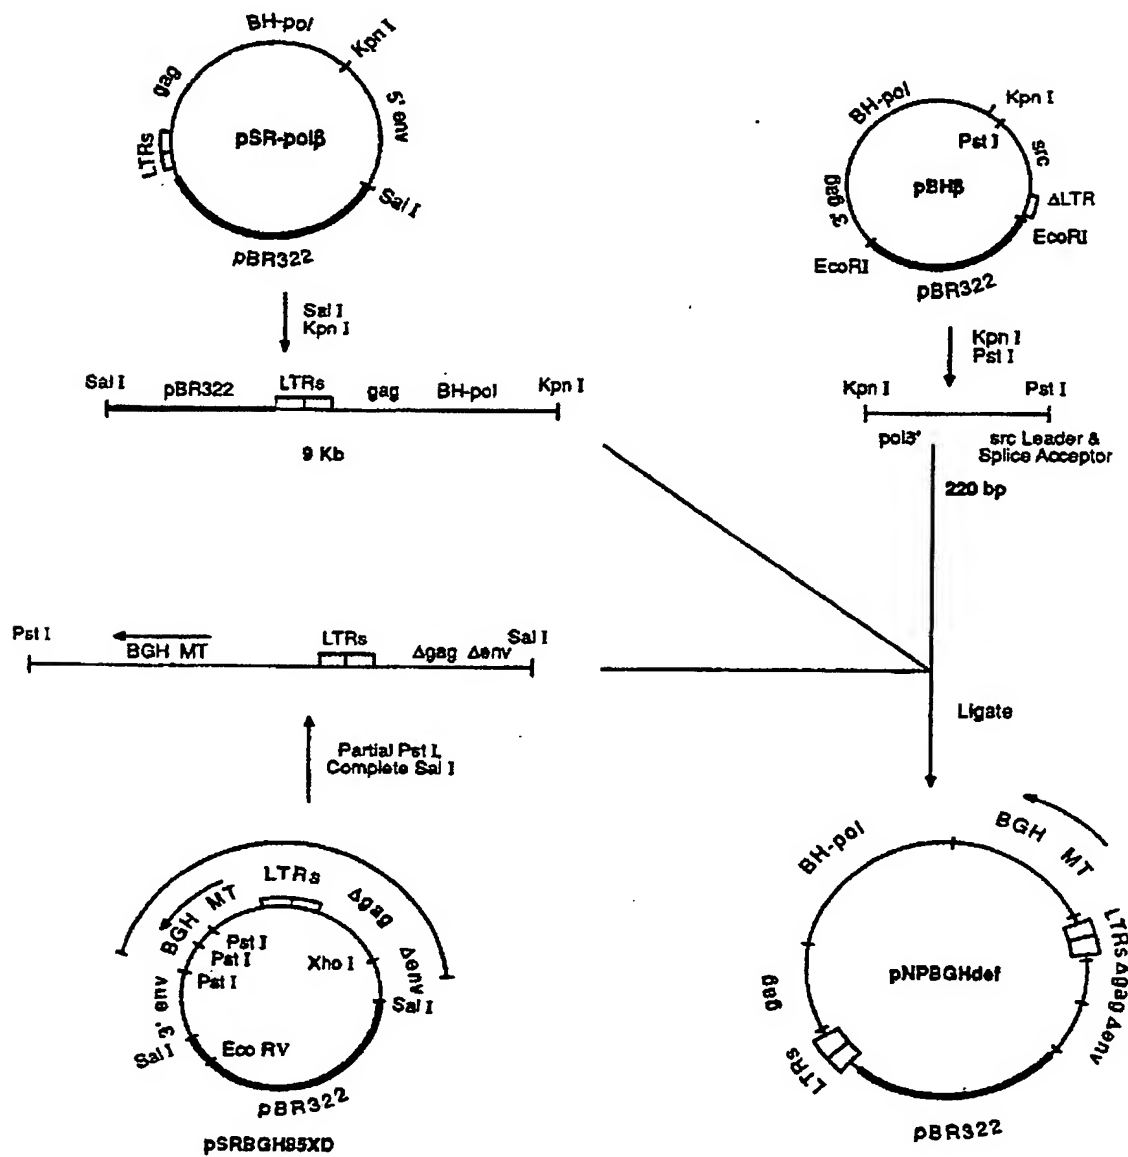 BH-pol
Kpn I
gag
5' env
LTRs
pSR-polβ
Sal I
pBR322
Sal I
Kpn I
BH-pol
Kpn I
Pst I
src
pBHβ
gag 3'
ΔLTR
EcoRI
EcoRI
pBR322
Kpn I
Pst I
Sal I
pBR322
LTRs
gag
BH-pol
Kpn I
9 Kb
Kpn I
Pst I
pol3'
src Leader &
Splice Acceptor
220 bp
Pst I
BGH MT
LTRs
Δgag Δenv
Sal I
Ligate
Partial Pst I,
Complete Sal I
LTRs
BGH MT
Δgag
Δenv
Pst I
Pst I
Pst I
Xho I
3' env
Sal I
Sal I
Eco RV
pBR322
pSRBGH85XD
BH-pol
BGH MT
LTRsΔgagΔenv
pNPBGHdef
gag
LTRs
pBR322